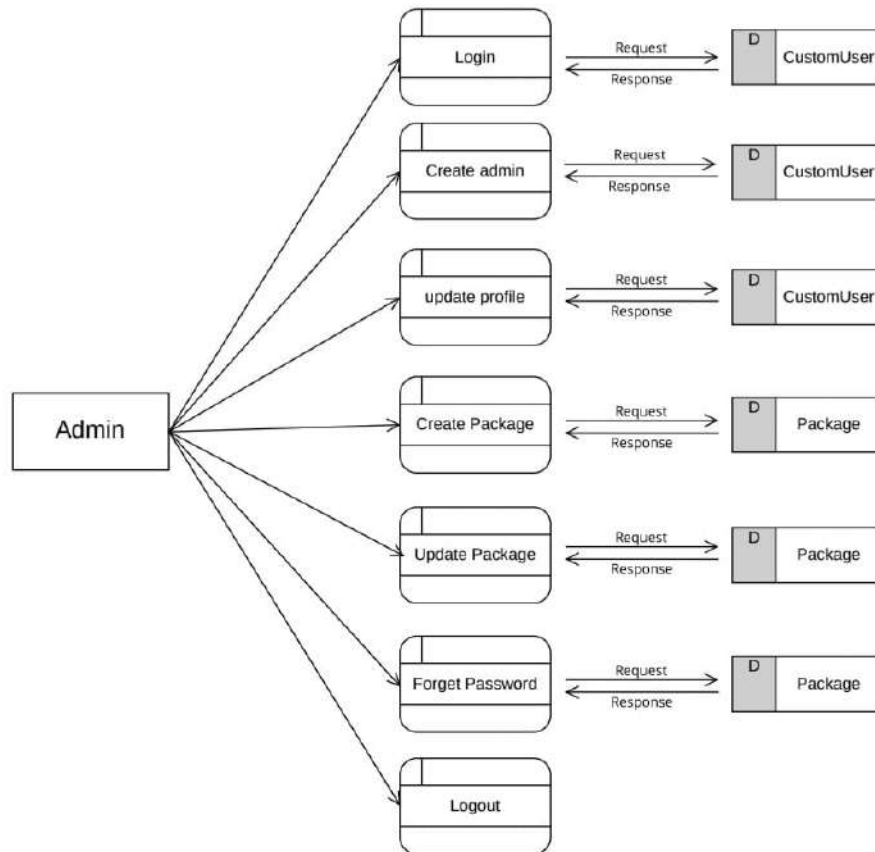 Login
Request
Response
D
CustomUser
Create admin
Request
Response
D
CustomUser
update profile
Request
Response
D
CustomUser
Admin
Create Package
Request
Response
D
Package
Update Package
Request
Response
D
Package
Forget Password
Request
Response
D
Package
Logout